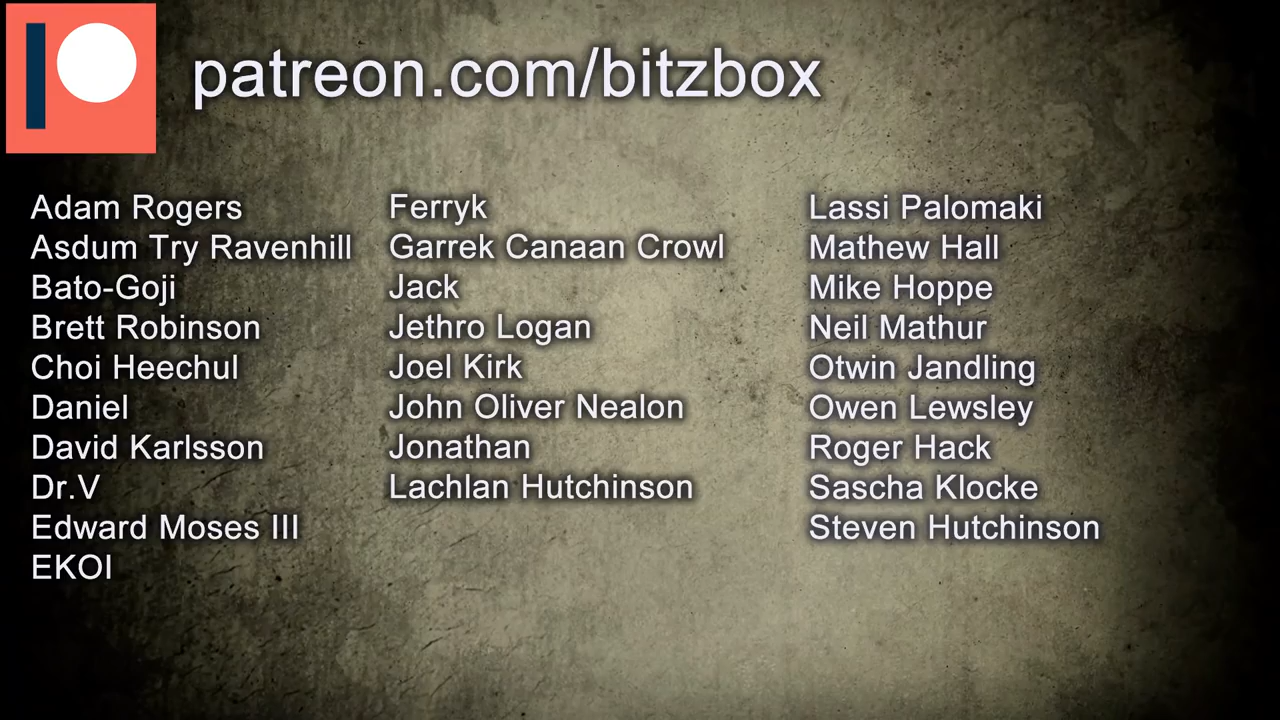 patreon.com/bitzbox
Adam Rogers
Asdum Try Ravenhill
Bato-Goji
Brett Robinson
Choi Heechul
Daniel
David Karlsson
Dr.V
Edward Moses III
EKOI
Ferryk
Garrek Canaan Crowl
Jack
Jethro Logan
Joel Kirk
John Oliver Nealon
Jonathan
Lachlan Hutchinson
Lassi Palomaki
Mathew Hall
Mike Hoppe
Neil Mathur
Otwin Jandling
Owen Lewsley
Roger Hack
Sascha Klocke
Steven Hutchinson